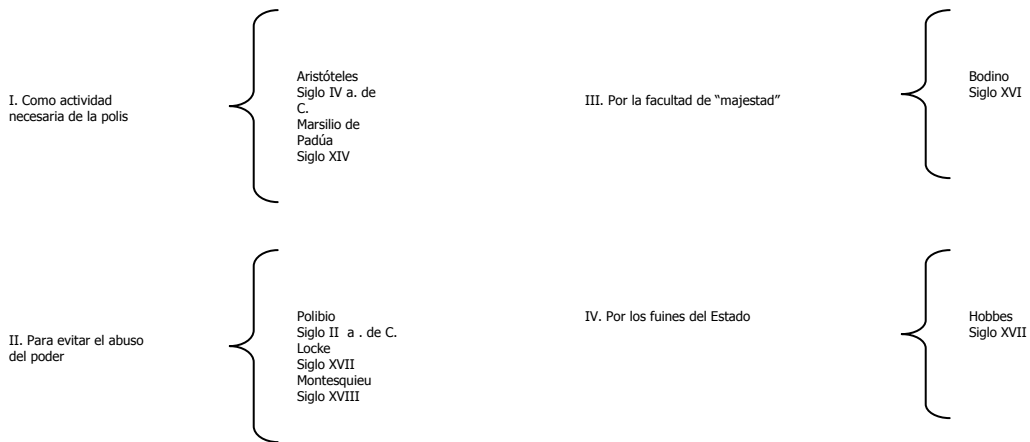 I. Como actividad
necesaria de la polis
Aristóteles
Siglo IV a. de
C.
Marsilio de
Padúa
Siglo XIV
III. Por la facultad de “majestad”
Bodino
Siglo XVI
II. Para evitar el abuso
del poder
Polibio
Siglo II  a . de C.
Locke
Siglo XVII
Montesquieu
Siglo XVIII
IV. Por los fuines del Estado
Hobbes
Siglo XVII